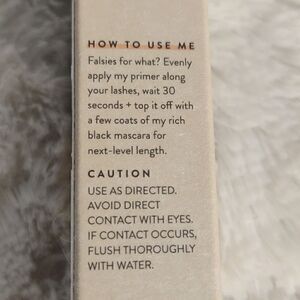 HOW TO USE ME
Falsies for what? Evenly
apply my primer along
your lashes, wait 30
seconds + top it off with
a few coats of my rich
black mascara for
next-level length.
CAUTION
USE AS DIRECTED.
AVOID DIRECT
CONTACT WITH EYES.
IF CONTACT OCCURS,
FLUSH THOROUGHLY
WITH WATER.